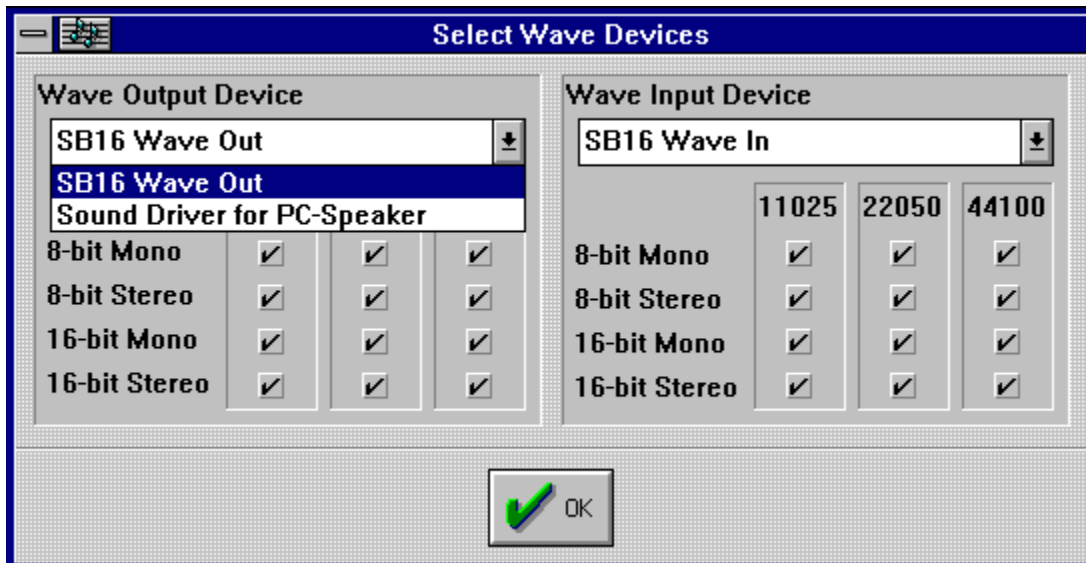 Select Wave Devices
Wave Output Device
SB16 Wave Out
SB16 Wave Out
Sound Driver for PC-Speaker
8-bit Mono
8-bit Stereo
16-bit Mono
16-bit Stereo
Wave Input Device
SB16 Wave In
11025 22050 44100
8-bit Mono
8-bit Stereo
16-bit Mono
16-bit Stereo
OK